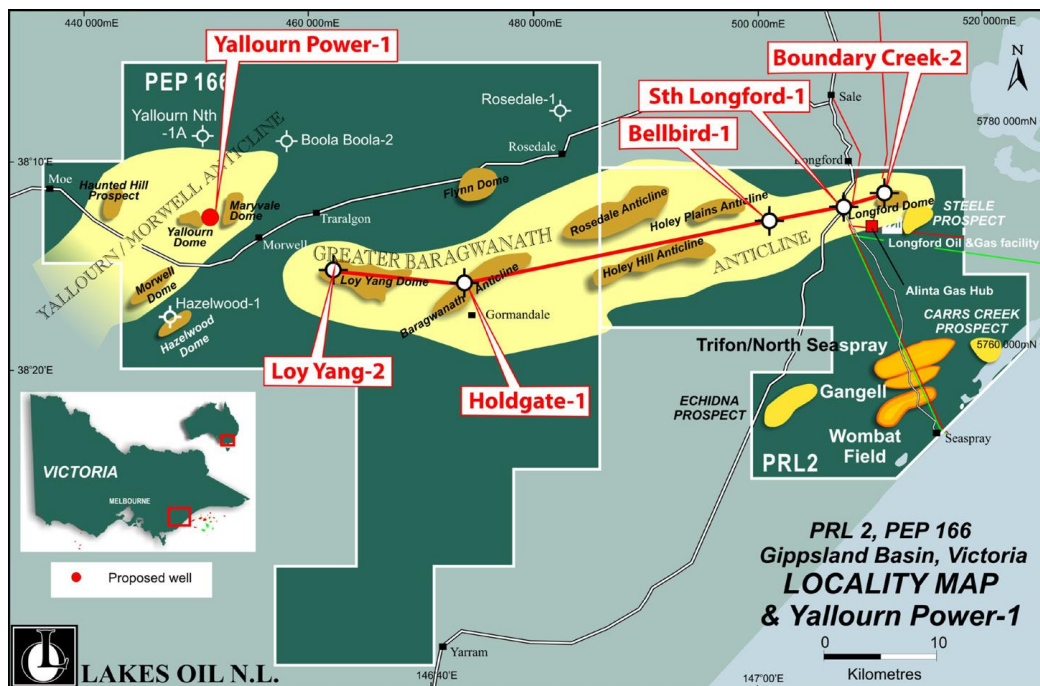 440 000mE
460 000mE
480 000mE
500 000mE
520 000mE
Yallourn Power-1
PEP 166
Boundary Creek-2
N
Yallourn Nth
-1A
Boola Boola-2
Rosedale-1
Sth Longford-1
Sale
5780 000mN
Bellbird-1
38°10'E
Moe
Rosedale
Longford
Haunted Hill
Prospect
YALLOURN / MORWELL ANTICLINE
Maryvale
Dome
Yallourn
Dome
Flynn Dome
Traralgon
Morwell
Rosedale Anticline
Holey Plains Anticline
Longford Dome
STEELE
PROSPECT
GREATER BARAGWANATH
ANTICLINE
Longford Oil &Gas facility
Morwell
Dome
Loy Yang Dome
Baragwanath Anticline
Holey Hill Anticline
Alinta Gas Hub
Hazelwood-1
Hazelwood
Dome
Gormandale
CARRS CREEK
PROSPECT
Trifon/North Seaspray
5760 000mN
38°20'E
Loy Yang-2
Holdgate-1
ECHIDNA
PROSPECT
Gangell
Wombat
Field
Seaspray
PRL2
VICTORIA
MELBOURNE
Proposed well
PRL 2, PEP 166
Gippsland Basin, Victoria
LOCALITY MAP
& Yallourn Power-1
0
10
Kilometres
Yarram
LAKES OIL N.L.
146°40'E
147°00'E